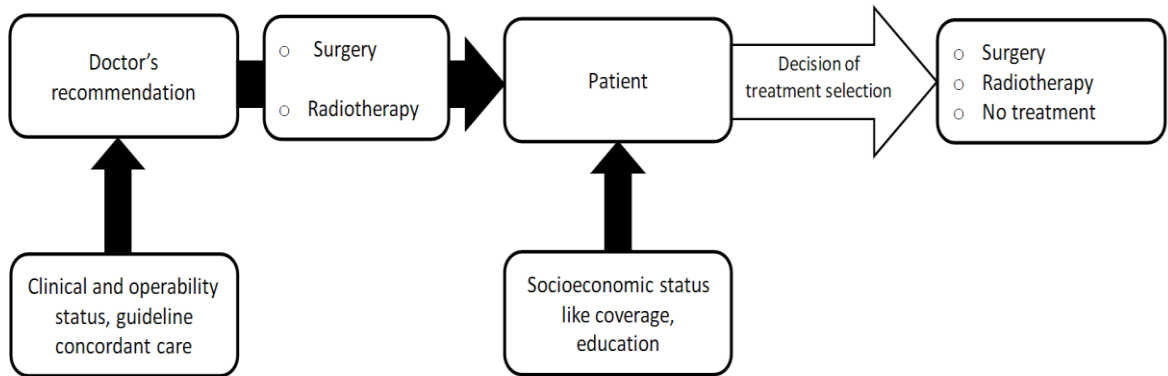 Doctor's
recommendation
○ Surgery
○ Radiotherapy
Patient
Decision of
treatment selection
○ Surgery
○ Radiotherapy
○ No treatment
Clinical and operability
status, guideline
concordant care
Socioeconomic status
like coverage,
education